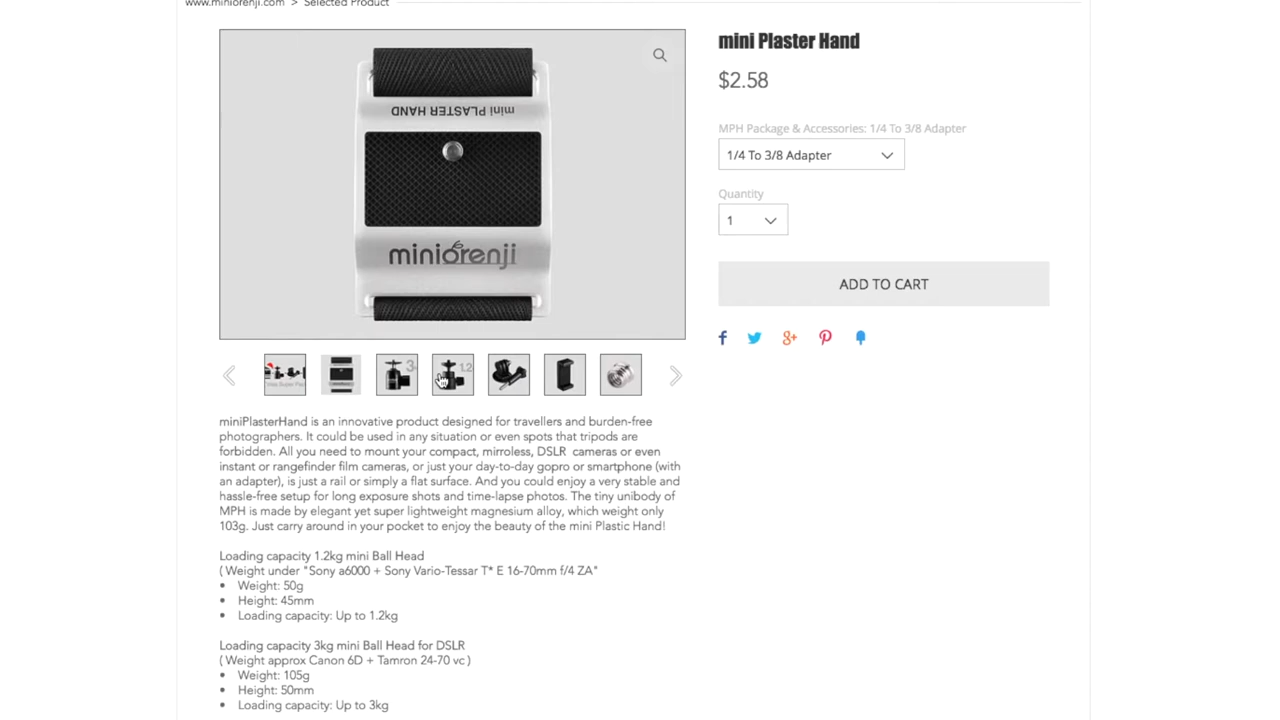 www.miniorenji.com > Selected Product
mini Plaster Hand
$2.58
MPH Package & Accessories: 1/4 To 3/8 Adapter
1/4 To 3/8 Adapter
Quantity
1
ADD TO CART
mini PLASTER HAND
miniorenji
3
1.2
miniPlasterHand is an innovative product designed for travellers and burden-free
photographers. It could be used in any situation or even spots that tripods are
forbidden. All you need to mount your compact, mirroless, DSLR cameras or even
instant or rangefinder film cameras, or just your day-to-day gopro or smartphone (with
an adapter), is just a rail or simply a flat surface. And you could enjoy a very stable and
hassle-free setup for long exposure shots and time-lapse photos. The tiny unibody of
MPH is made by elegant yet super lightweight magnesium alloy, which weight only
103g. Just carry around in your pocket to enjoy the beauty of the mini Plastic Hand!
Loading capacity 1.2kg mini Ball Head
( Weight under "Sony a6000 + Sony Vario-Tessar T* E 16-70mm f/4 ZA"
• Weight: 50g
• Height: 45mm
• Loading capacity: Up to 1.2kg
Loading capacity 3kg mini Ball Head for DSLR
( Weight approx Canon 6D + Tamron 24-70 vc )
• Weight: 105g
• Height: 50mm
• Loading capacity: Up to 3kg